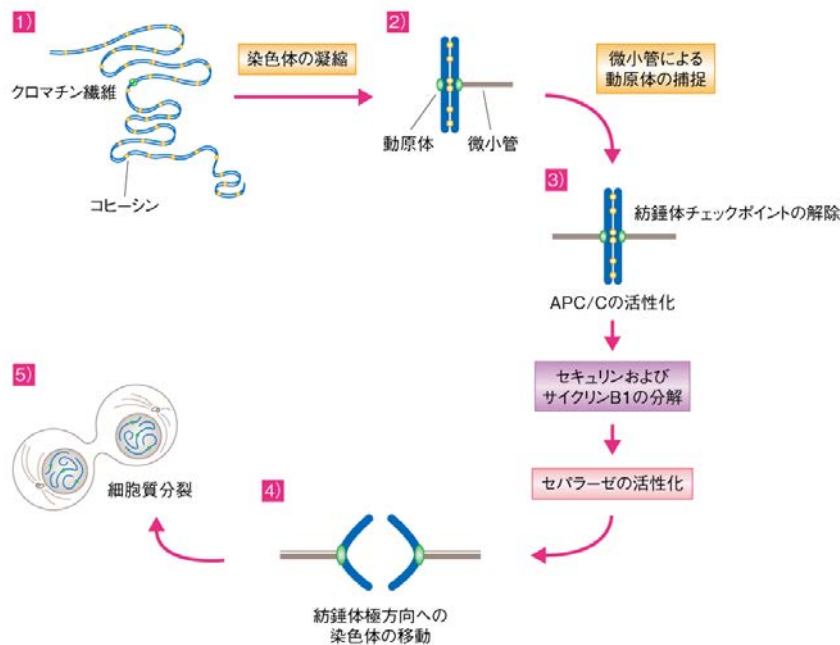 1)
クロマチン繊維
コヒーシン
染色体の凝縮
2)
動原体
微小管
微小管による
動原体の捕捉
3)
紡錘体チェックポイントの解除
APC/Cの活性化
セキュリンおよび
サイクリンB1の分解
セパラーゼの活性化
4)
紡錘体極方向への
染色体の移動
5)
細胞質分裂